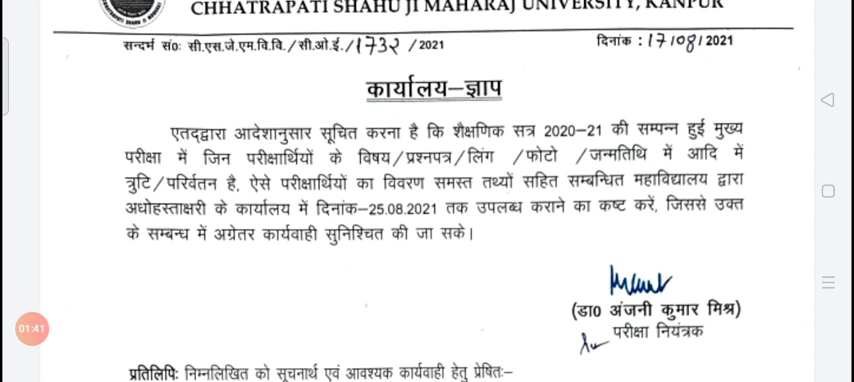 CHHATRAPATI SHAHU JI MAHARAJ UNIVERSITY, KANPUR
सन्दर्भ सं०: सी.एस.जे.एम.वि.वि./सी.ओ.ई./1732 /2021
दिनांक : 17/08/2021
कार्यालय–ज्ञाप
एतद्द्वारा आदेशानुसार सूचित करना है कि शैक्षणिक सत्र 2020–21 की सम्पन्न हुई मुख्य
परीक्षा में जिन परीक्षार्थियों के विषय/प्रश्नपत्र/लिंग /फोटो /जन्मतिथि में आदि में
त्रुटि/परिवर्तन है, ऐसे परीक्षार्थियों का विवरण समस्त तथ्यों सहित सम्बन्धित महाविद्यालय द्वारा
अधोहस्ताक्षरी के कार्यालय में दिनांक–25.08.2021 तक उपलब्ध कराने का कष्ट करें, जिससे उक्त
के सम्बन्ध में अग्रेतर कार्यवाही सुनिश्चित की जा सके।
(डा0 अंजनी कुमार मिश्र)
परीक्षा नियंत्रक
01:41
प्रतिलिपिः निम्नलिखित को सूचनार्थ एवं आवश्यक कार्यवाही हेतु प्रेषितः–